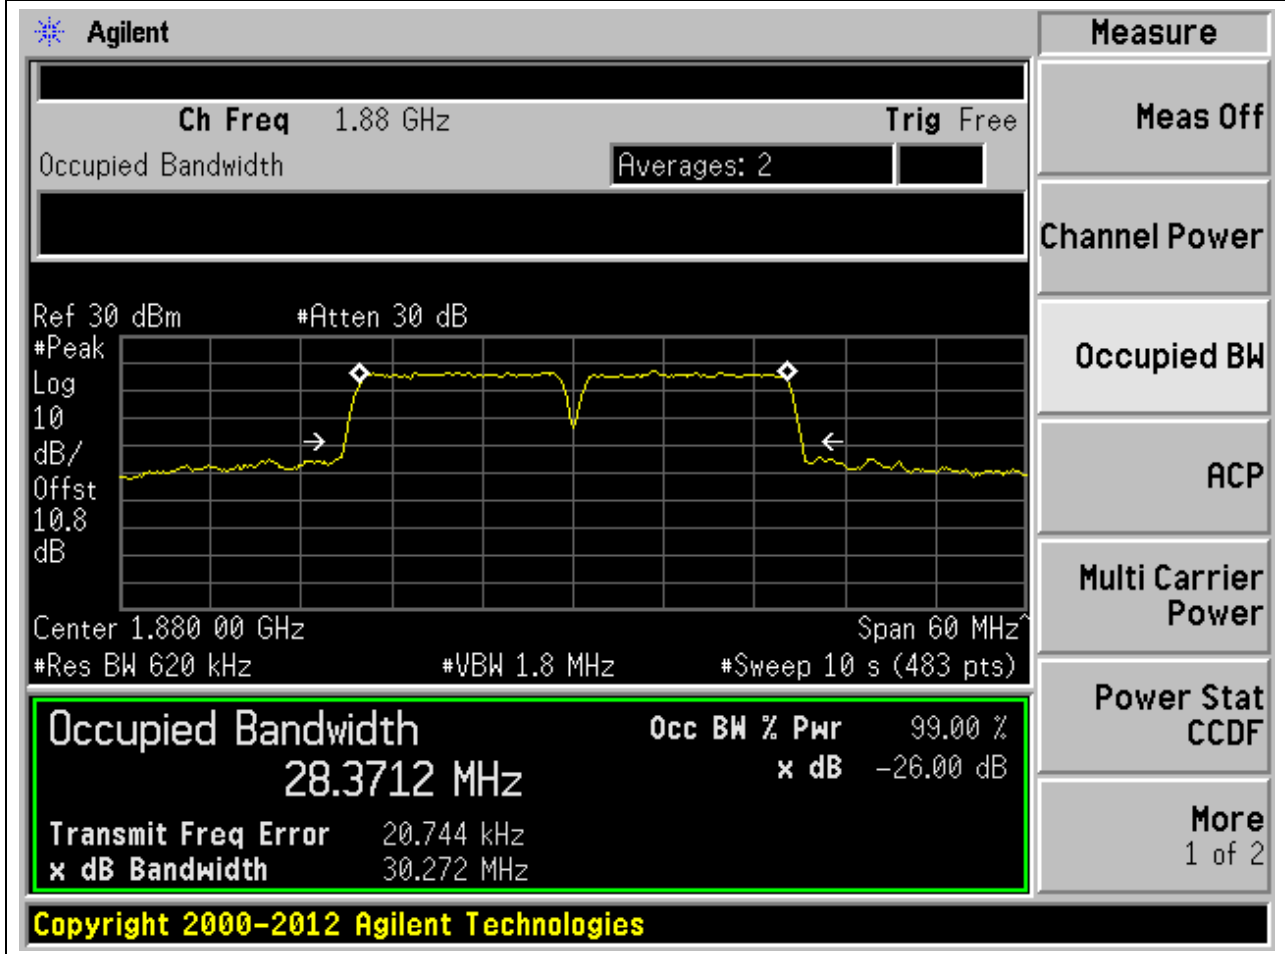 Agilent
Measure
Ch Freq 1.88 GHz Trig Free
Occupied Bandwidth Averages: 2
Meas Off
Channel Power
Occupied BW
ACP
Multi Carrier
Power
Power Stat
CCDF
More
1 of 2
Ref 30 dBm #Atten 30 dB
#Peak
Log
10
dB/
Offst
10.8
dB
Center 1.880 00 GHz Span 60 MHz^
#Res BW 620 kHz #VBW 1.8 MHz #Sweep 10 s (483 pts)
Occupied Bandwidth Occ BW % Pwr 99.00 %
28.3712 MHz x dB -26.00 dB
Transmit Freq Error 20.744 kHz
x dB Bandwidth 30.272 MHz
Copyright 2000-2012 Agilent Technologies